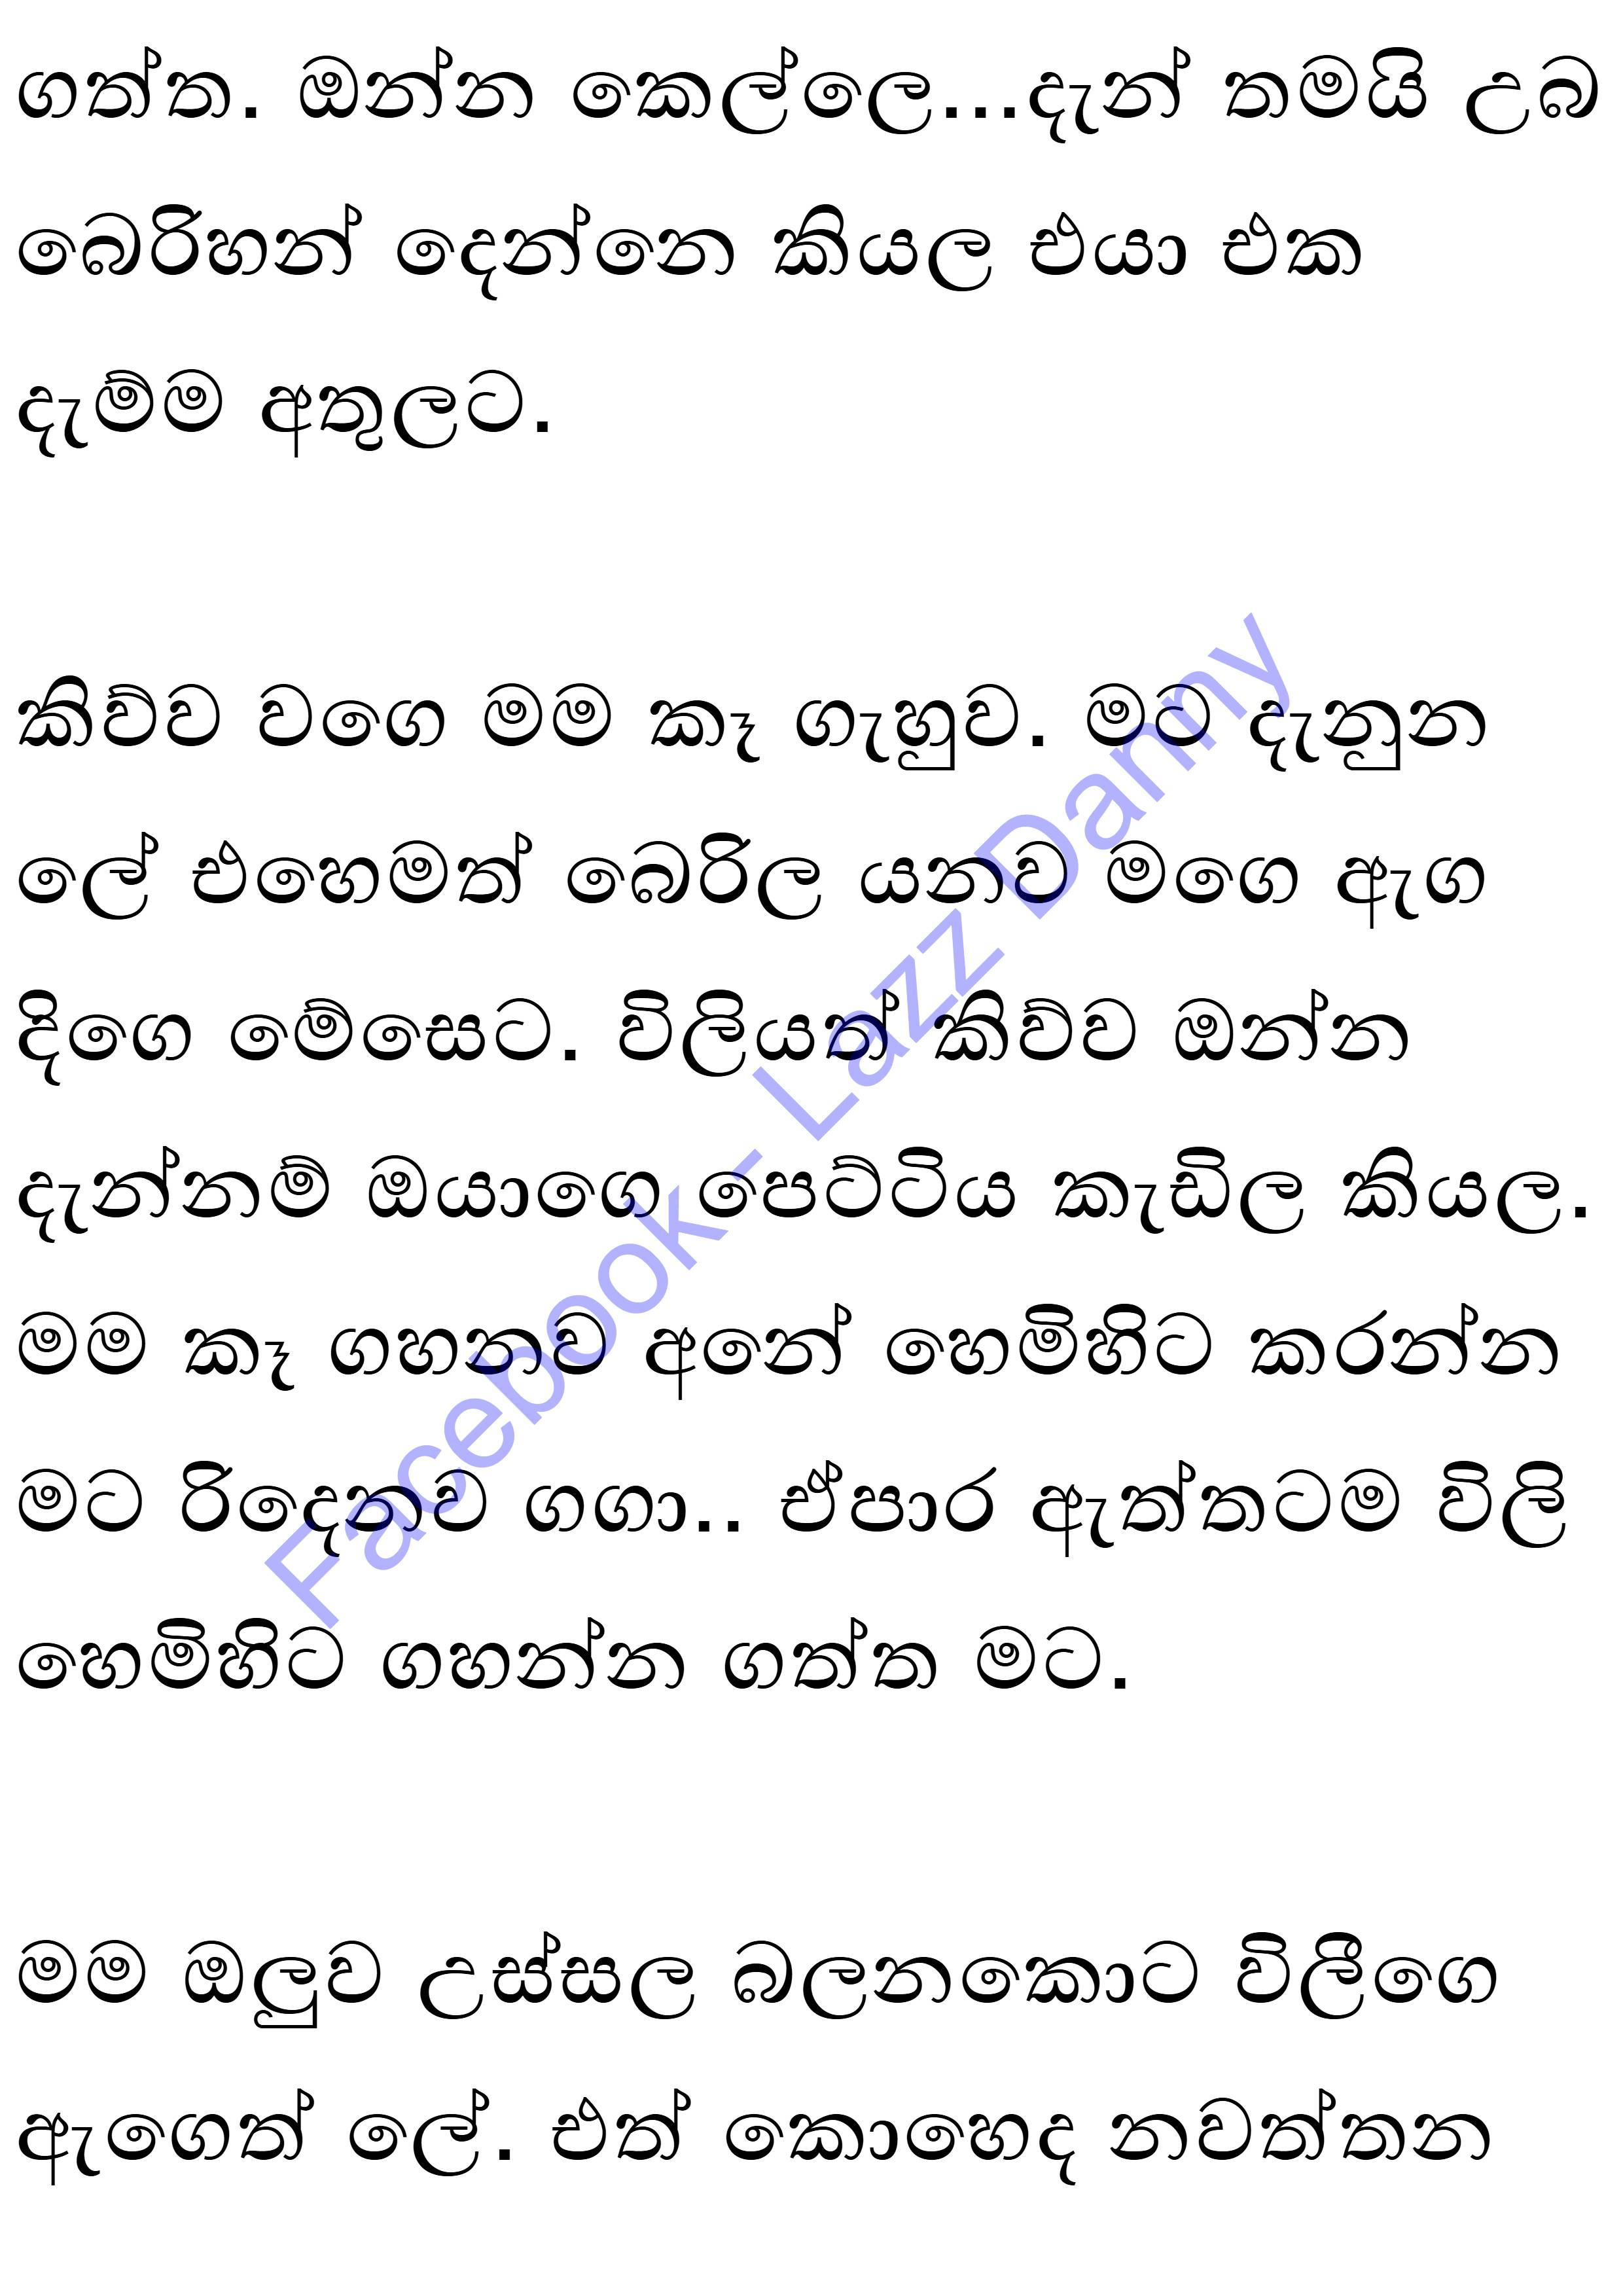 ගත්ත. ඔන්න කෙල්ලෙ...දැන් තමයි උබ
බෙරිහන් දෙන්නෙ කියල එයා එක
දැම්ම අතුලට.
කිව්ව වගෙ මම කෑ ගැහුව. මට දැනුන
ලේ එහෙමත් බෙරිල යනව මගෙ ඇග
දිගෙ මේසෙට. විලියන් කිව්ව ඔන්න
දැන්නම් ඔයාගෙ පෙට්ටිය කැඩිල කියල.
මම කෑ ගහනව අනේ හෙමිහිට කරන්න
මට රිදෙනව ගගා.. ඒපාර ඇත්තටම විලි
හෙමිහිට ගහන්න ගත්ත මට.
මම ඔලුව උස්සල බලනකොට විලීගෙ
ඇගෙත් ලේ. එත් කොහෙද නවත්තන
Facebook - Lazz Danny